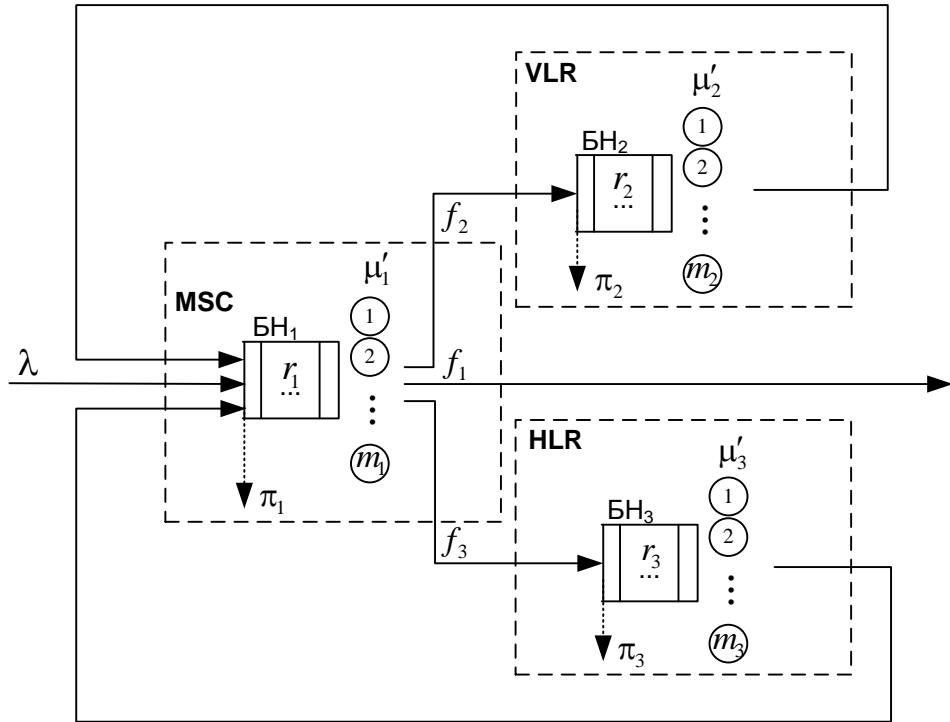 VLR
μ′₂
1
БН₂
r₂
...
2
f₂
m₂
π₂
MSC
μ′₁
1
БН₁
r₁
...
2
λ
f₁
m₁
π₁
HLR
μ′₃
1
БН₃
r₃
...
2
f₃
m₃
π₃